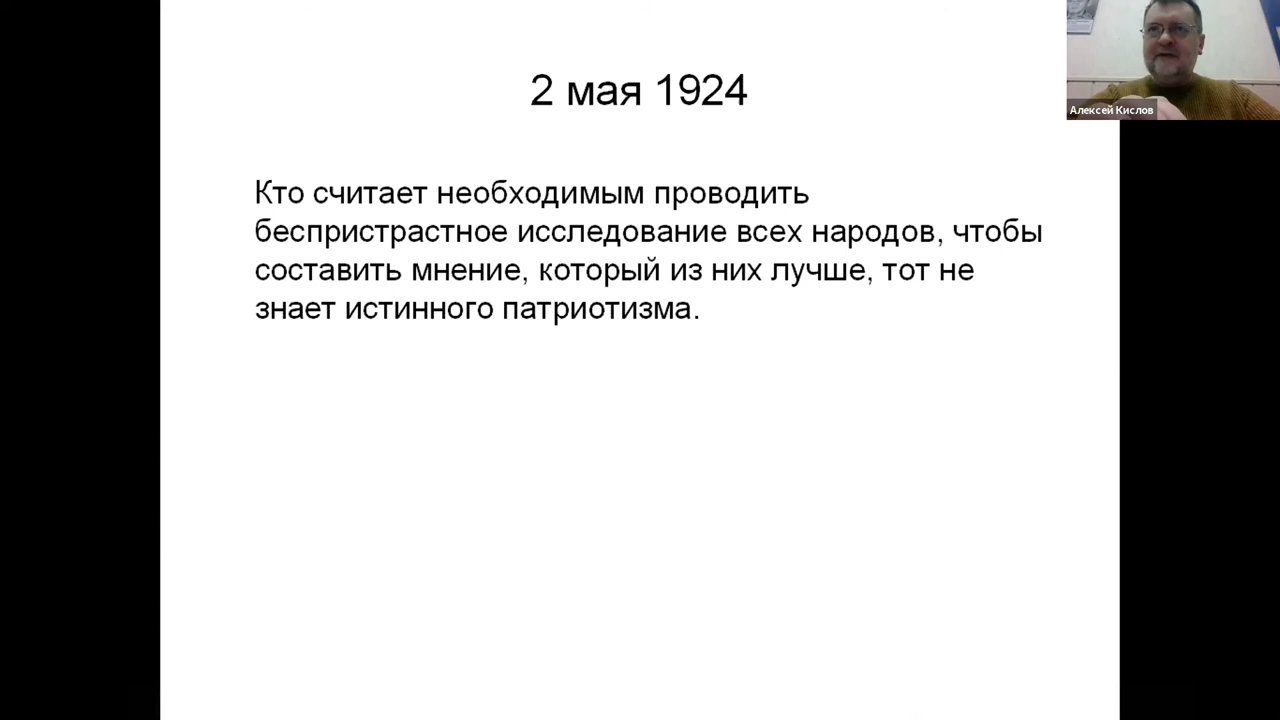 2 мая 1924
Алексей Кислов
Кто считает необходимым проводить
беспристрастное исследование всех народов, чтобы
составить мнение, который из них лучше, тот не
знает истинного патриотизма.